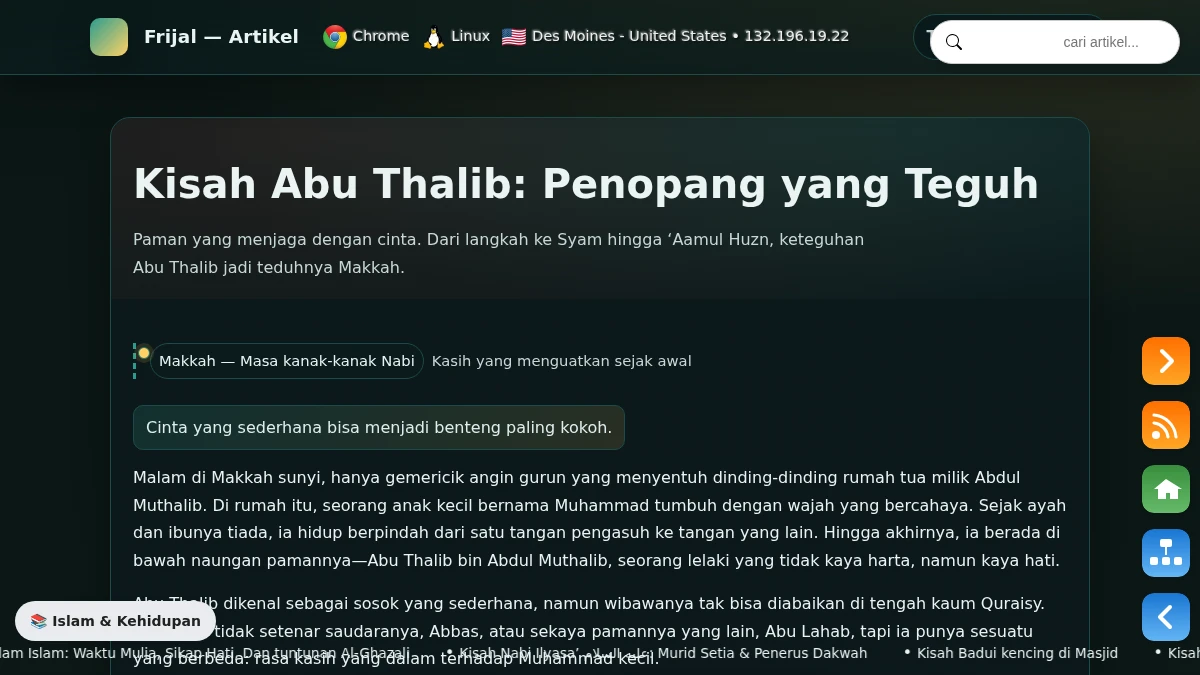 Frijal — Artikel
Chrome
Linux
Des Moines - United States • 132.196.19.22
cari artikel...
Kisah Abu Thalib: Penopang yang Teguh
Paman yang menjaga dengan cinta. Dari langkah ke Syam hingga ‘Aamul Huzn, keteguhan
Abu Thalib jadi teduhnya Makkah.
Makkah — Masa kanak-kanak Nabi
Kasih yang menguatkan sejak awal
Cinta yang sederhana bisa menjadi benteng paling kokoh.
Malam di Makkah sunyi, hanya gemericik angin gurun yang menyentuh dinding-dinding rumah tua milik Abdul
Muthalib. Di rumah itu, seorang anak kecil bernama Muhammad tumbuh dengan wajah yang bercahaya. Sejak ayah
dan ibunya tiada, ia hidup berpindah dari satu tangan pengasuh ke tangan yang lain. Hingga akhirnya, ia berada di
bawah naungan pamannya—Abu Thalib bin Abdul Muthalib, seorang lelaki yang tidak kaya harta, namun kaya hati.
Abu Thalib dikenal sebagai sosok yang sederhana, namun wibawanya tak bisa diabaikan di tengah kaum Quraisy.
📚 Islam & Kehidupan
tidak setenar saudaranya, Abbas, atau sekaya pamannya yang lain, Abu Lahab, tapi ia punya sesuatu
yang berbeda: rasa kasih yang dalam terhadap Muhammad kecil.
lam Islam: Waktu Mulia, Sikap Hati, Dan tuntunan Al-Ghazali
• Kisah Nabi Ilyasa’ : Murid Setia & Penerus Dakwah
• Kisah Badui kencing di Masjid
• Kisah